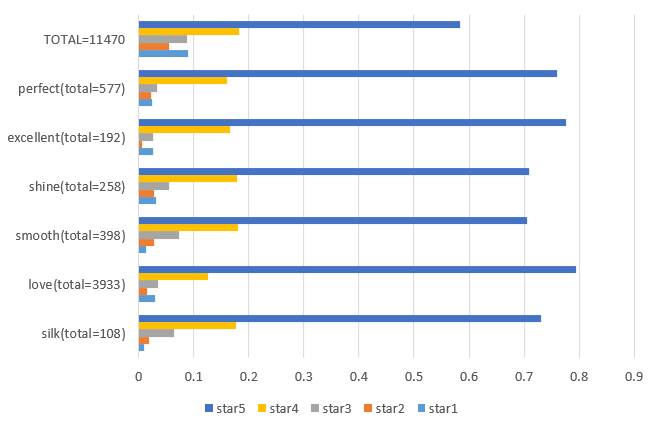 TOTAL=11470
perfect(total=577)
excellent(total=192)
shine(total=258)
smooth(total=398)
love(total=3933)
silk(total=108)
0 0.1 0.2 0.3 0.4 0.5 0.6 0.7 0.8 0.9
star5 star4 star3 star2 star1